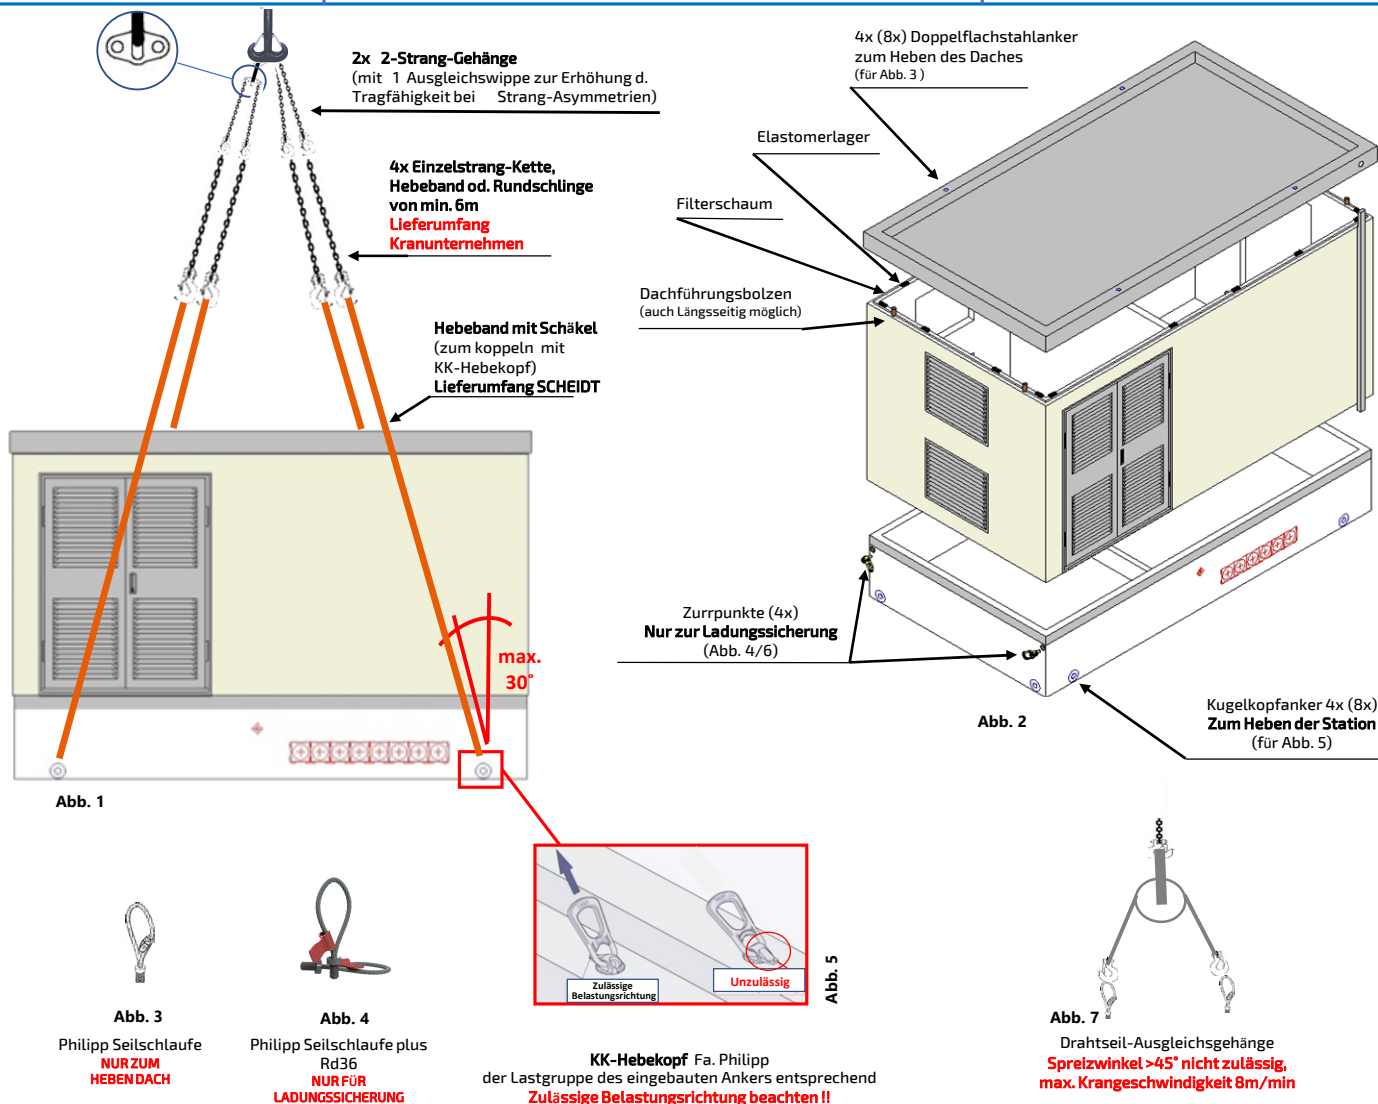 2x 2-Strang-Gehänge
(mit 1 Ausgleichswippe zur Erhöhung d.
Tragfähigkeit bei Strang-Asymmetrien)
4x Einzelstrang-Kette,
Hebeband od. Rundschlinge
von min. 6m
Lieferumfang
Kranunternehmen
Hebeband mit Schäkel
(zum koppeln mit
KK-Hebekopf)
Lieferumfang SCHEIDT
max.
30°
Abb. 1
4x (8x) Doppelflachstahlanker
zum Heben des Daches
(für Abb. 3 )
Elastomerlager
Filterschaum
Dachführungsbolzen
(auch Längsseitig möglich)
Zurrpunkte (4x)
Nur zur Ladungssicherung
(Abb. 4/6)
Abb. 2
Kugelkopfanker 4x (8x)
Zum Heben der Station
(für Abb. 5)
Abb. 3
Philipp Seilschlaufe
NUR ZUM
HEBEN DACH
Abb. 4
Philipp Seilschlaufe plus
Rd36
NUR FÜR
LADUNGSSICHERUNG
Zulässige
Belastungsrichtung
Unzulässig
Abb. 5
KK-Hebekopf Fa. Philipp
der Lastgruppe des eingebauten Ankers entsprechend
Zulässige Belastungsrichtung beachten !!
Abb. 7
Drahtseil-Ausgleichsgehänge
Spreizwinkel >45° nicht zulässig,
max. Krangeschwindigkeit 8m/min